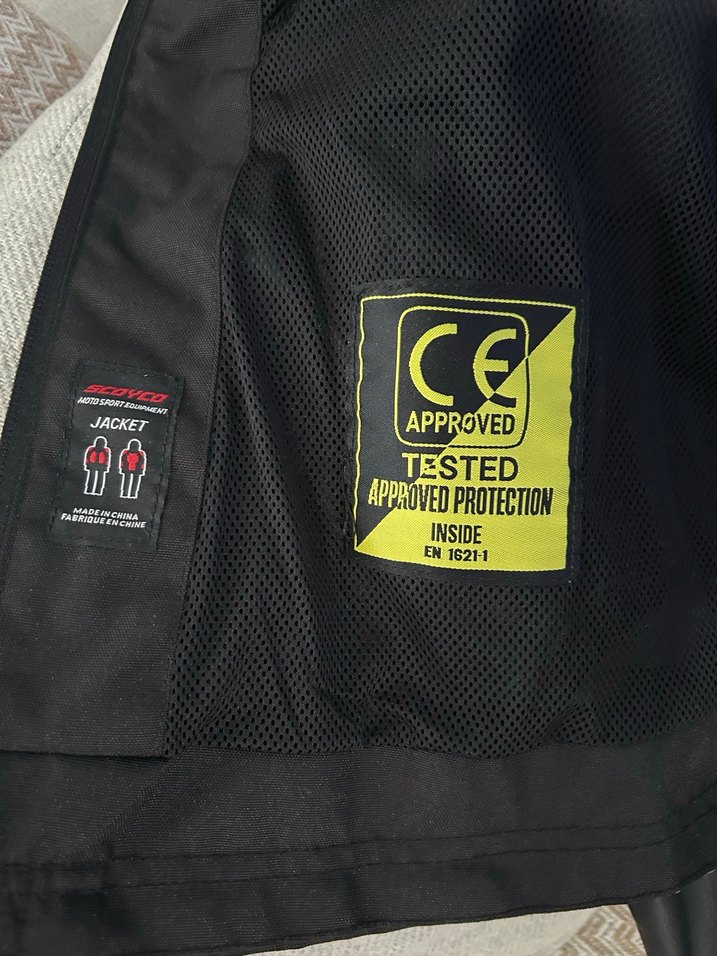 SCOYCO
MOTO SPORT EQUIPMENT
JACKET
MADE IN CHINA
FABRIQUE EN CHINE
CE
APPROVED
TESTED
APPROVED PROTECTION
INSIDE
EN 1621-1